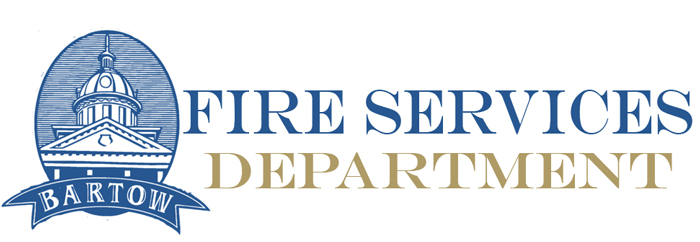 BARTOW
FIRE SERVICES
DEPARTMENT